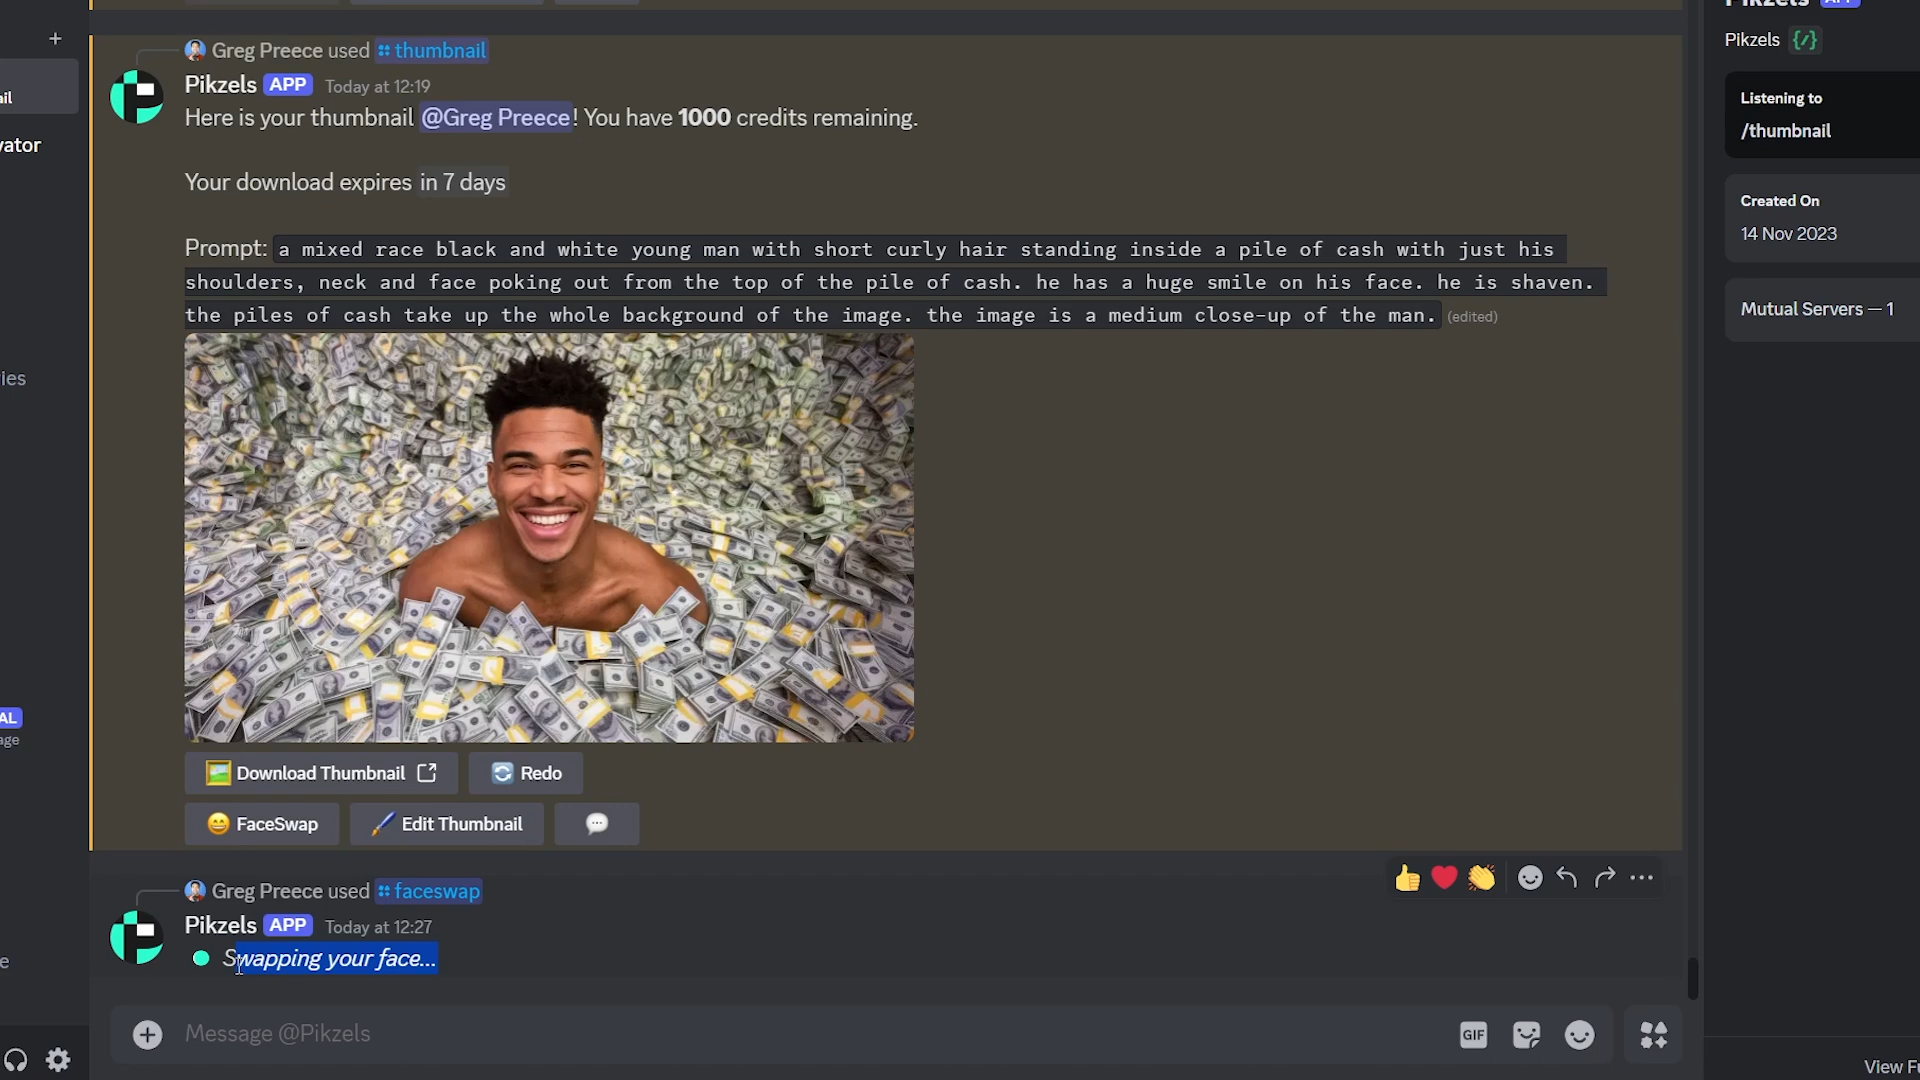 Greg Preece used thumbnail
Pikzels APP Today at 12:19
Here is your thumbnail @Greg Preece! You have 1000 credits remaining.
Your download expires in 7 days
Prompt: a mixed race black and white young man with short curly hair standing inside a pile of cash with just his
shoulders, neck and face poking out from the top of the pile of cash. he has a huge smile on his face. he is shaven.
the piles of cash take up the whole background of the image. the image is a medium close-up of the man. (edited)
Download Thumbnail
Redo
FaceSwap
Edit Thumbnail
Greg Preece used faceswap
Pikzels APP Today at 12:27
Swapping your face...
Message @Pikzels
GIF
Pikzels
Pikzels {/}
Listening to
/thumbnail
Created On
14 Nov 2023
Mutual Servers — 1
View Fu
il
vator
ies
AL
age
e